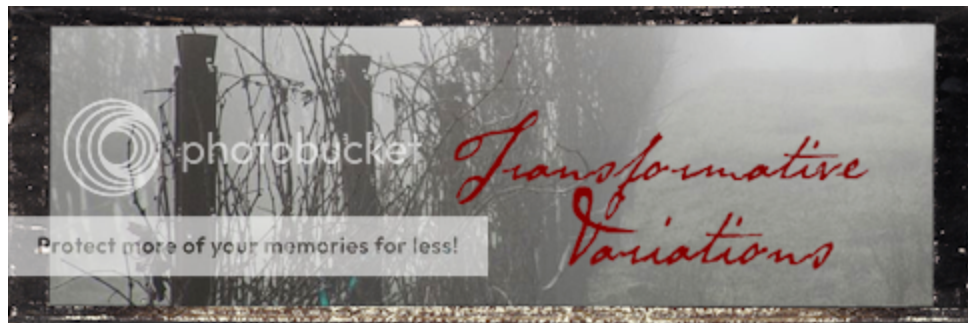 photobucket
Transformative
Variations
Protect more of your memories for less!